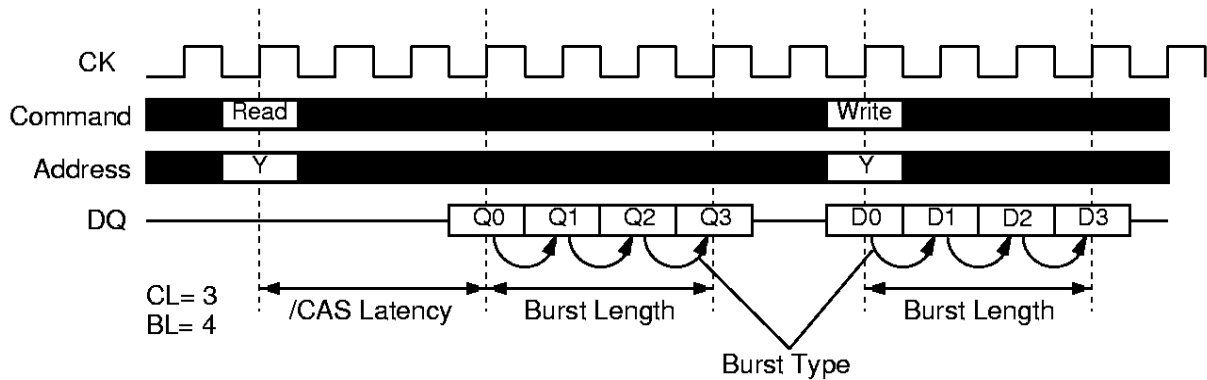 CK
Command Read Write
Address Y Y
DQ Q0 Q1 Q2 Q3 D0 D1 D2 D3
CL= 3
BL= 4
/CAS Latency Burst Length Burst Length
Burst Type